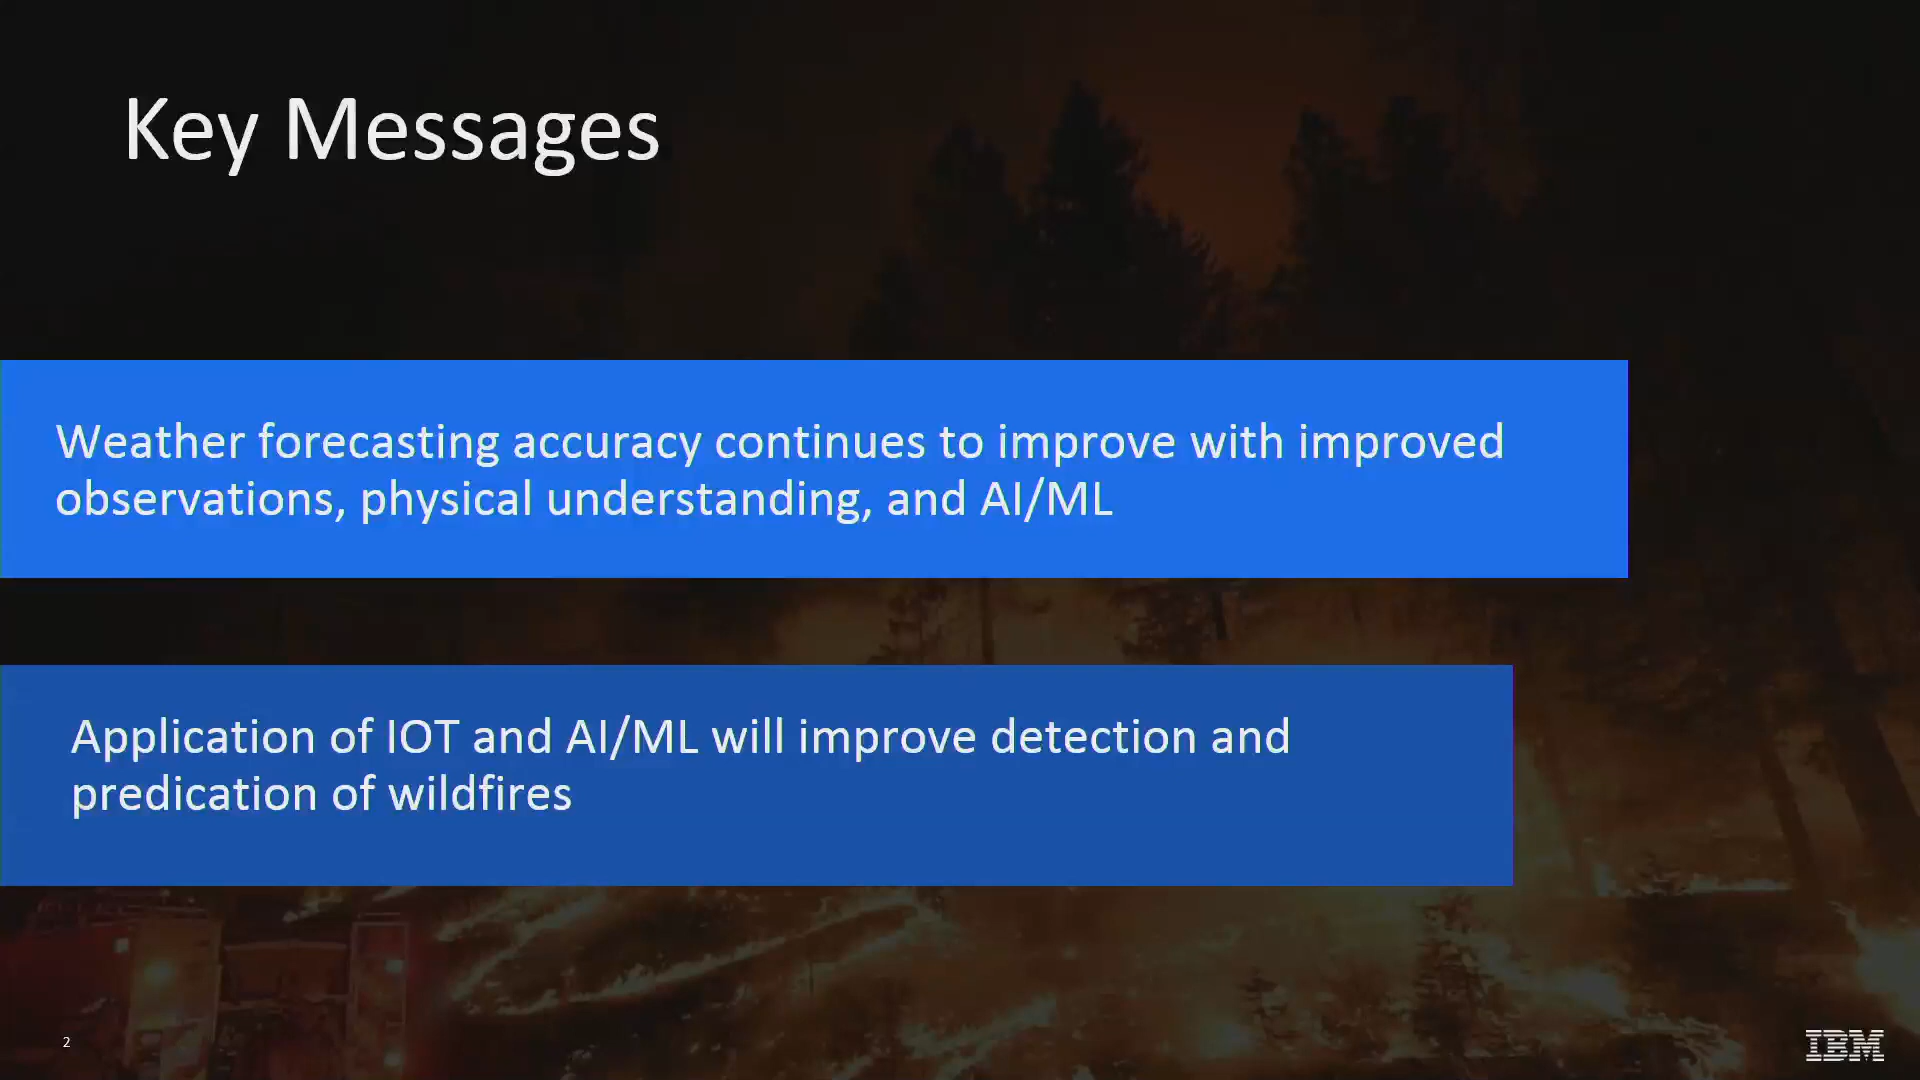 Key Messages
Weather forecasting accuracy continues to improve with improved
observations, physical understanding, and AI/ML
Application of IOT and AI/ML will improve detection and
predication of wildfires
2
IBM